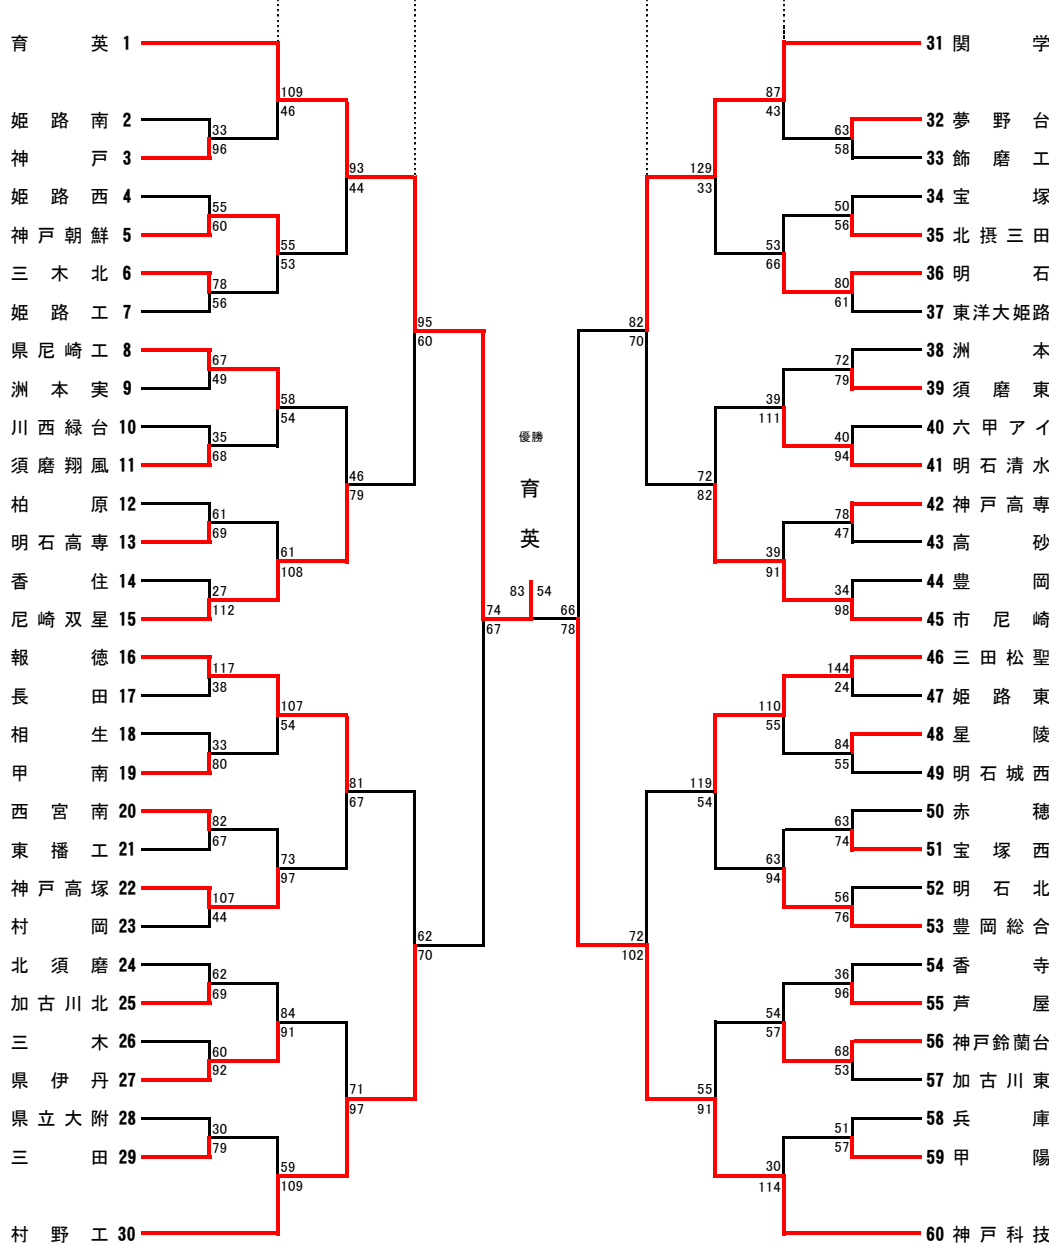 育英 1
109
46
姫路南 2
33
神戸 3
96
93
44
姫路西 4
55
神戸朝鮮 5
60
55
53
三木北 6
78
姫路工 7
56
95
60
県尼崎工 8
67
洲本実 9
49
58
54
川西緑台 10
35
須磨翔風 11
68
46
79
柏原 12
61
明石高専 13
69
61
108
香住 14
27
尼崎双星 15
112
74
67
報徳 16
117
長田 17
38
107
54
相生 18
33
甲南 19
80
81
67
西宮南 20
82
東播工 21
67
73
97
神戸高塚 22
107
村岡 23
44
62
70
北須磨 24
62
加古川北 25
69
84
91
三木 26
60
県伊丹 27
92
71
97
県立大附 28
30
三田 29
79
59
109
村野工 30
優勝
育
英
83 54
31 関学
87
43
32 夢野台
63
33 飾磨工
58
129
33
34 宝塚
50
35 北摂三田
56
53
66
36 明石
80
37 東洋大姫路
61
82
70
38 洲本
72
39 須磨東
79
39
111
40 六甲アイ
40
41 明石清水
94
72
82
42 神戸高専
78
43 高砂
47
39
91
44 豊岡
34
45 市尼崎
98
66
78
46 三田松聖
144
47 姫路東
24
110
55
48 星陵
84
49 明石城西
55
119
54
50 赤穂
63
51 宝塚西
74
63
94
52 明石北
56
53 豊岡総合
76
72
102
54 香寺
36
55 芦屋
96
54
57
56 神戸鈴蘭台
68
57 加古川東
53
55
91
58 兵庫
51
59 甲陽
57
30
114
60 神戸科技